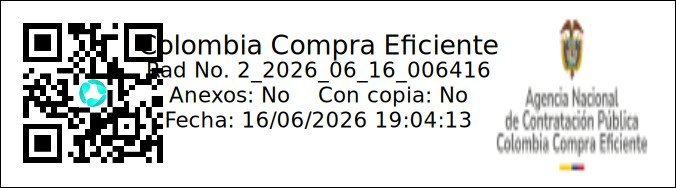 Colombia Compra Eficiente
Rad No. 2_2026_06_16_006416
Anexos: No Con copia: No
Fecha: 16/06/2026 19:04:13
Agencia Nacional
de Contratación Pública
Colombia Compra Eficiente